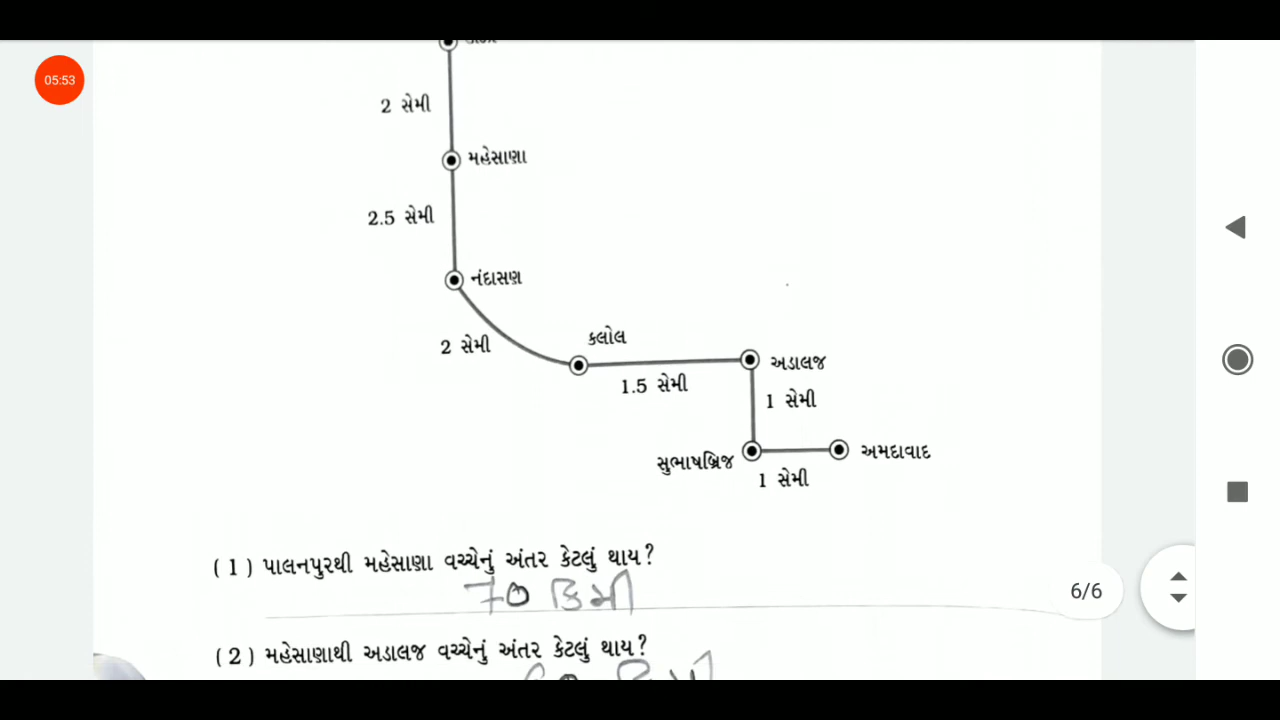 05:53
2 સેમી
મહેસાણા
2.5 સેમી
નંદાસણ
કલોલ
2 સેમી
અડાલજ
1.5 સેમી
1 સેમી
સુભાષબ્રિજ
અમદાવાદ
1 સેમી
( 1 ) પાલનપુરથી મહેસાણા વચ્ચેનું અંતર કેટલું થાય?
70 કિમી
6/6
( 2 ) મહેસાણાથી અડાલજ વચ્ચેનું અંતર કેટલું થાય?